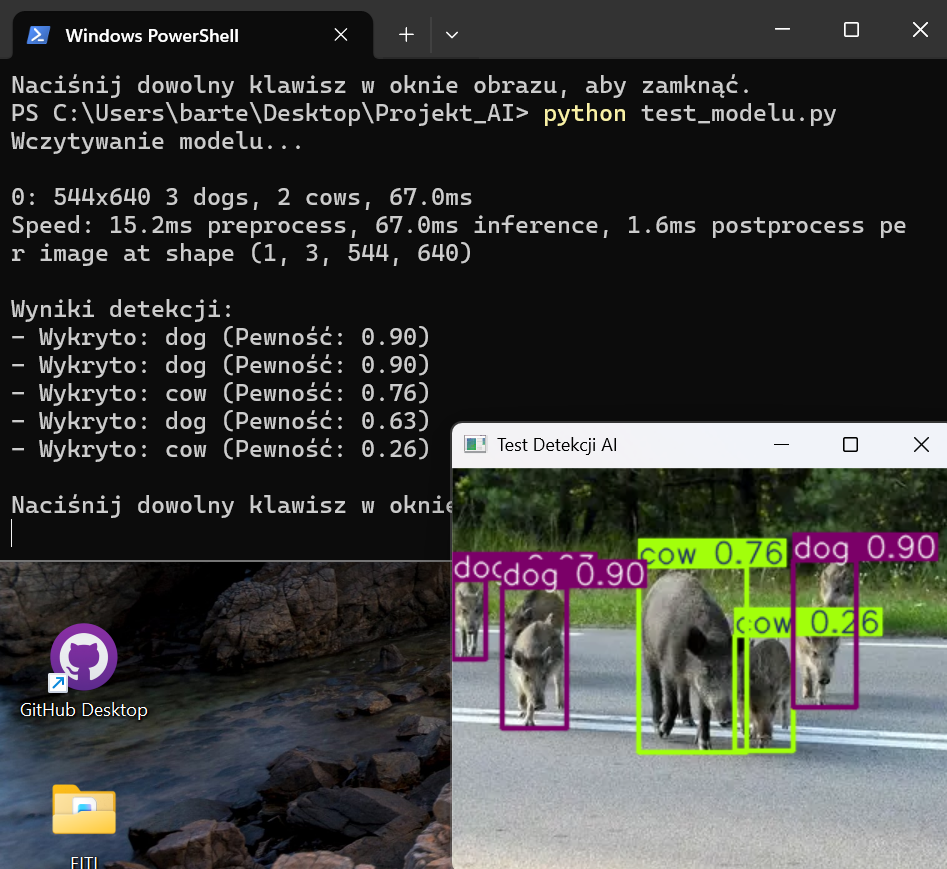 Windows PowerShell
Naciśnij dowolny klawisz w oknie obrazu, aby zamknąć.
PS C:\Users\barte\Desktop\Projekt_AI> python test_modelu.py
Wczytywanie modelu...
0: 544x640 3 dogs, 2 cows, 67.0ms
Speed: 15.2ms preprocess, 67.0ms inference, 1.6ms postprocess pe
r image at shape (1, 3, 544, 640)
Wyniki detekcji:
- Wykryto: dog (Pewność: 0.90)
- Wykryto: dog (Pewność: 0.90)
- Wykryto: cow (Pewność: 0.76)
- Wykryto: dog (Pewność: 0.63)
- Wykryto: cow (Pewność: 0.26)
Naciśnij dowolny klawisz w oknie
Test Detekcji AI
cow 0.76
dog 0.90
dog 0.90
cow 0.26
GitHub Desktop